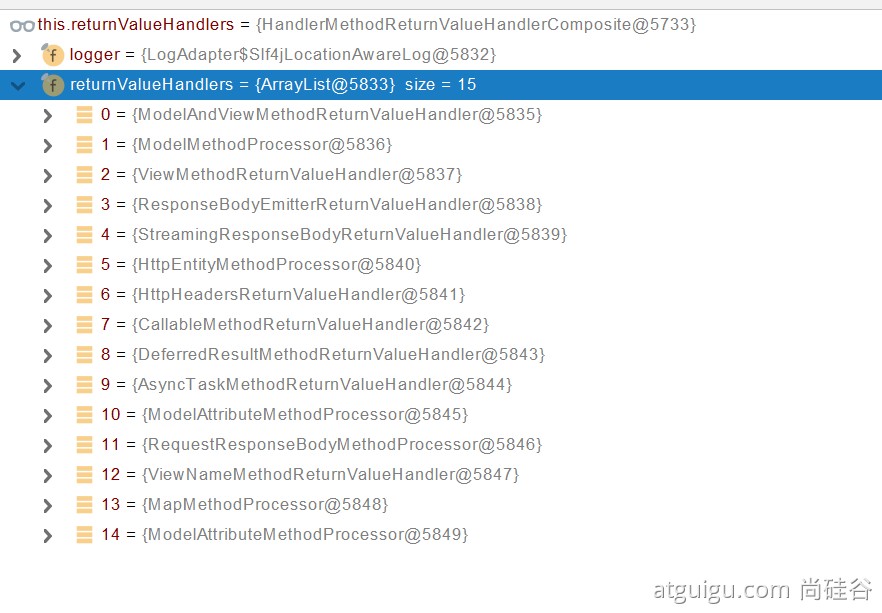 this.returnValueHandlers = {HandlerMethodReturnValueHandlerComposite@5733}
f logger = {LogAdapter$Slf4jLocationAwareLog@5832}
f returnValueHandlers = {ArrayList@5833} size = 15
0 = {ModelAndViewMethodReturnValueHandler@5835}
1 = {ModelMethodProcessor@5836}
2 = {ViewMethodReturnValueHandler@5837}
3 = {ResponseBodyEmitterReturnValueHandler@5838}
4 = {StreamingResponseBodyReturnValueHandler@5839}
5 = {HttpEntityMethodProcessor@5840}
6 = {HttpHeadersReturnValueHandler@5841}
7 = {CallableMethodReturnValueHandler@5842}
8 = {DeferredResultMethodReturnValueHandler@5843}
9 = {AsyncTaskMethodReturnValueHandler@5844}
10 = {ModelAttributeMethodProcessor@5845}
11 = {RequestResponseBodyMethodProcessor@5846}
12 = {ViewNameMethodReturnValueHandler@5847}
13 = {MapMethodProcessor@5848}
14 = {ModelAttributeMethodProcessor@5849}
atguigu.com 尚硅谷